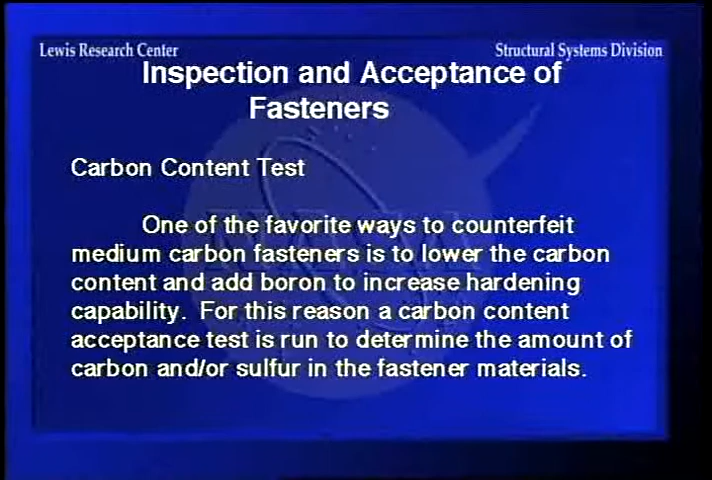 Lewis Research Center
Structural Systems Division
Inspection and Acceptance of
Fasteners
Carbon Content Test
One of the favorite ways to counterfeit
medium carbon fasteners is to lower the carbon
content and add boron to increase hardening
capability. For this reason a carbon content
acceptance test is run to determine the amount of
carbon and/or sulfur in the fastener materials.